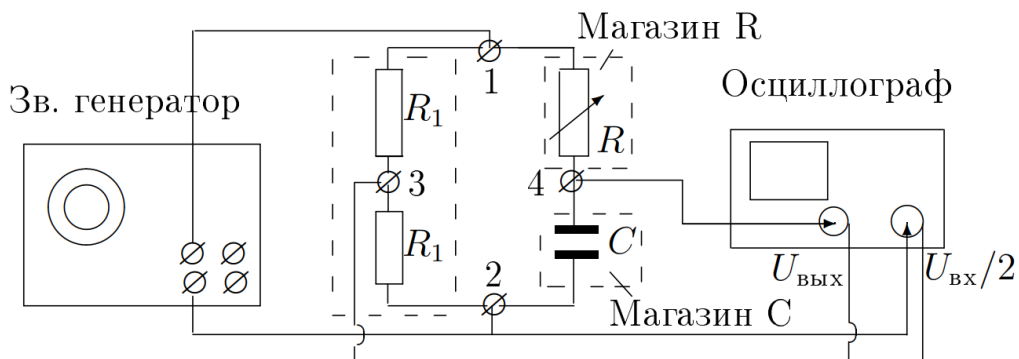 Магазин R
Зв. генератор
Осциллограф
1
R₁
R
3
4
R₁
C
2
Uвых
Uвх/2
Магазин C